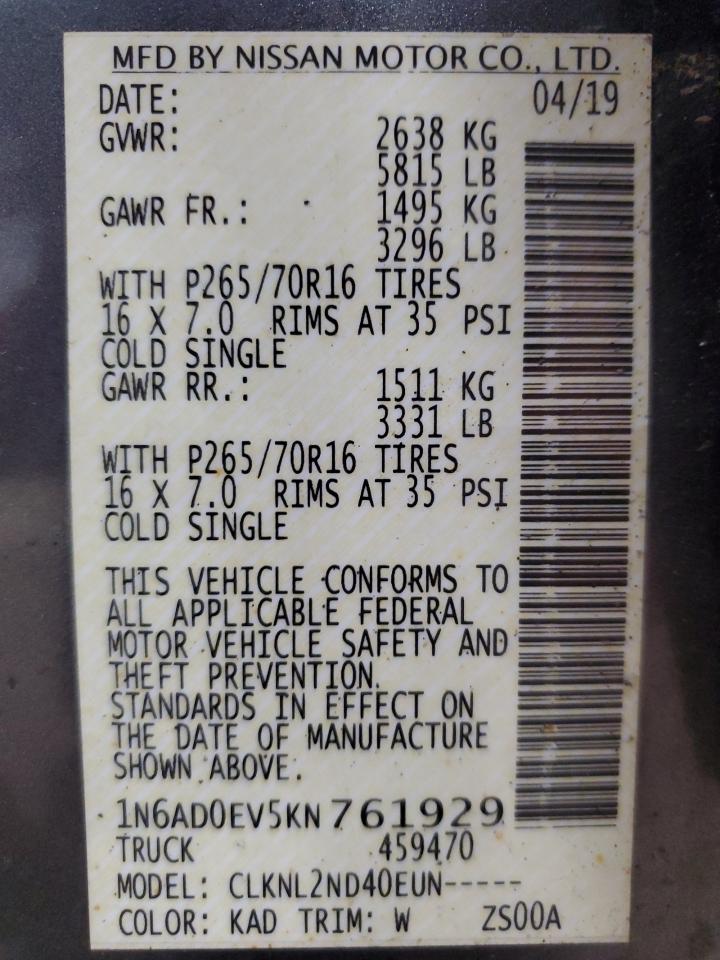 MFD BY NISSAN MOTOR CO., LTD.
DATE: 04/19
GVWR: 2638 KG
5815 LB
GAWR FR.: 1495 KG
3296 LB
WITH P265/70R16 TIRES
16 X 7.0 RIMS AT 35 PSI
COLD SINGLE
GAWR RR.: 1511 KG
3331 LB
WITH P265/70R16 TIRES
16 X 7.0 RIMS AT 35 PSI
COLD SINGLE
THIS VEHICLE CONFORMS TO
ALL APPLICABLE FEDERAL
MOTOR VEHICLE SAFETY AND
THEFT PREVENTION
STANDARDS IN EFFECT ON
THE DATE OF MANUFACTURE
SHOWN ABOVE.
1N6AD0EV5KN761929
TRUCK 459470
MODEL: CLKNL2ND40EUN-----
COLOR: KAD TRIM: W ZS00A